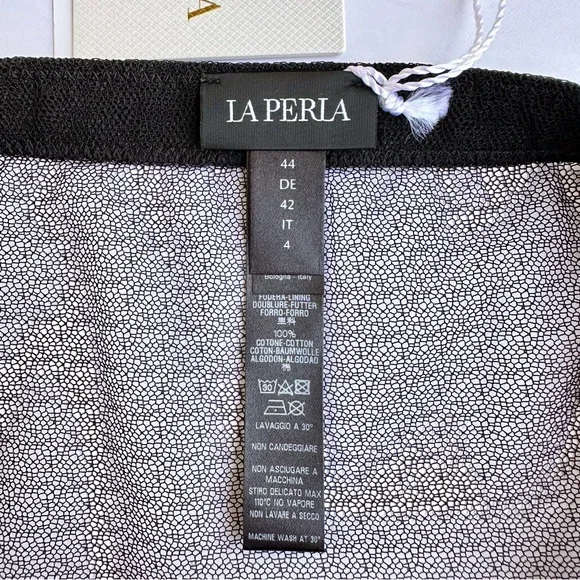 LA PERLA
44
DE
42
IT
4
Bologna - Italy
FODERA-LINING
DOUBLURE-FUTTER
FORRO-FORRO
100%
COTONE-COTTON
COTON-BAUMWOLLE
ALGODON-ALGODAO
棉
30
LAVAGGIO A 30°
NON CANDEGGIARE
NON ASCIUGARE A
MACCHINA
STIRO DELICATO MAX
110°C NO VAPORE
NON LAVARE A SECCO
MACHINE WASH AT 30°